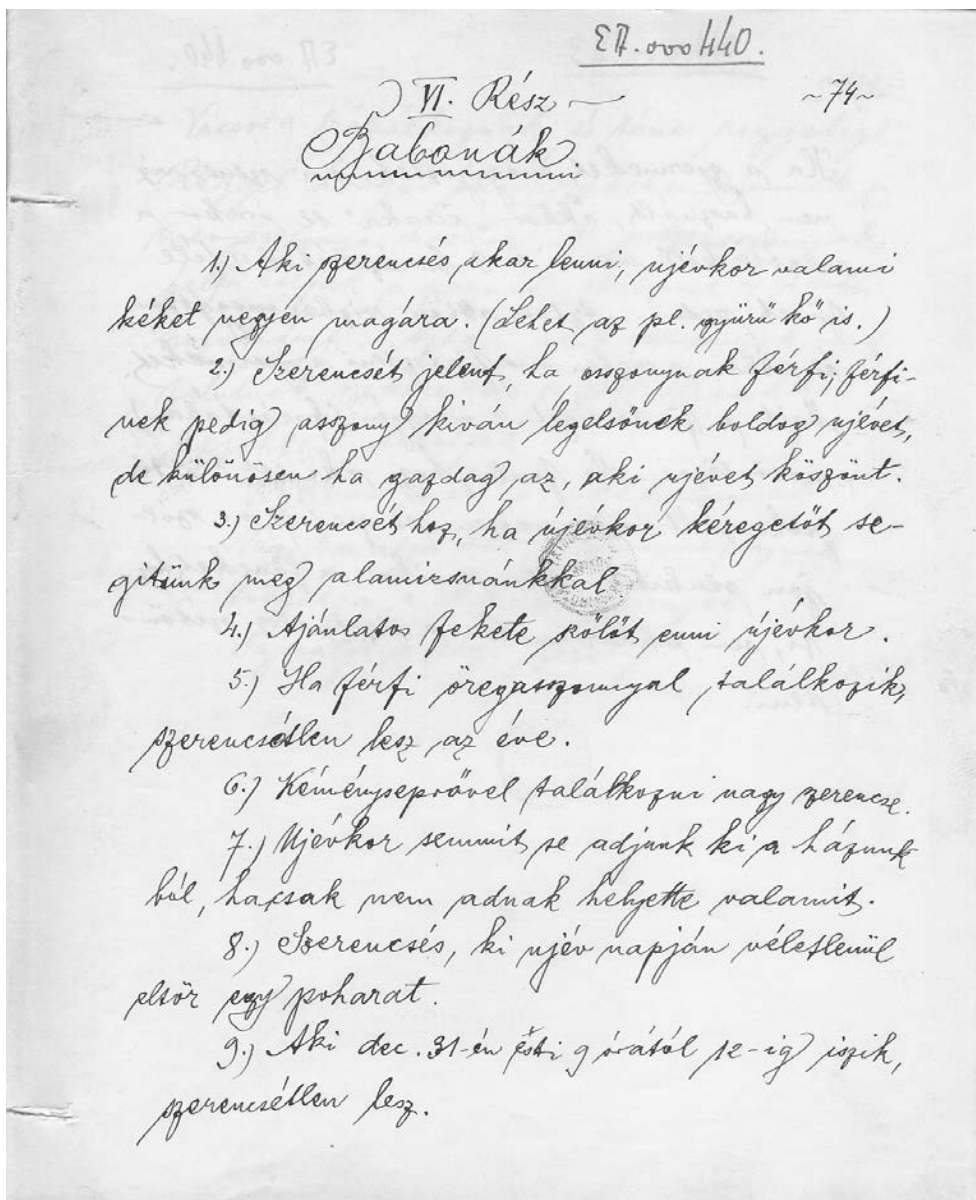 EA.000440.
VI. Rész
~74~
Babonák.
1.) Aki szerencsés akar lenni, ujévkor valami
kéket vegyen magára. (Lehet az pl. gyürü kő is.)
2.) Szerencsét jelent, ha asszonynak férfi; férfi-
nek pedig asszony kiván legelsőnek boldog ujévet,
de különösen ha gazdag az, aki ujévet köszönt.
3.) Szerencsét hoz, ha újévkor kéregetőt se-
gitünk meg alamizsnánkkal
4.) Ajánlatos fekete szőlőt enni újévkor.
5.) Ha férfi öregasszonnyal találkozik,
szerencsétlen lesz az éve.
6.) Kéményseprővel találkozni nagy szerencse.
7.) Ujévkor semmit se adjunk ki a házunk-
ból, hacsak nem adnak helyette valamit.
8.) Szerencsés, ki ujév napján véletlenül
eltör egy poharat.
9.) Aki dec. 31-én esti 9 órától 12-ig iszik,
szerencsétlen lesz.